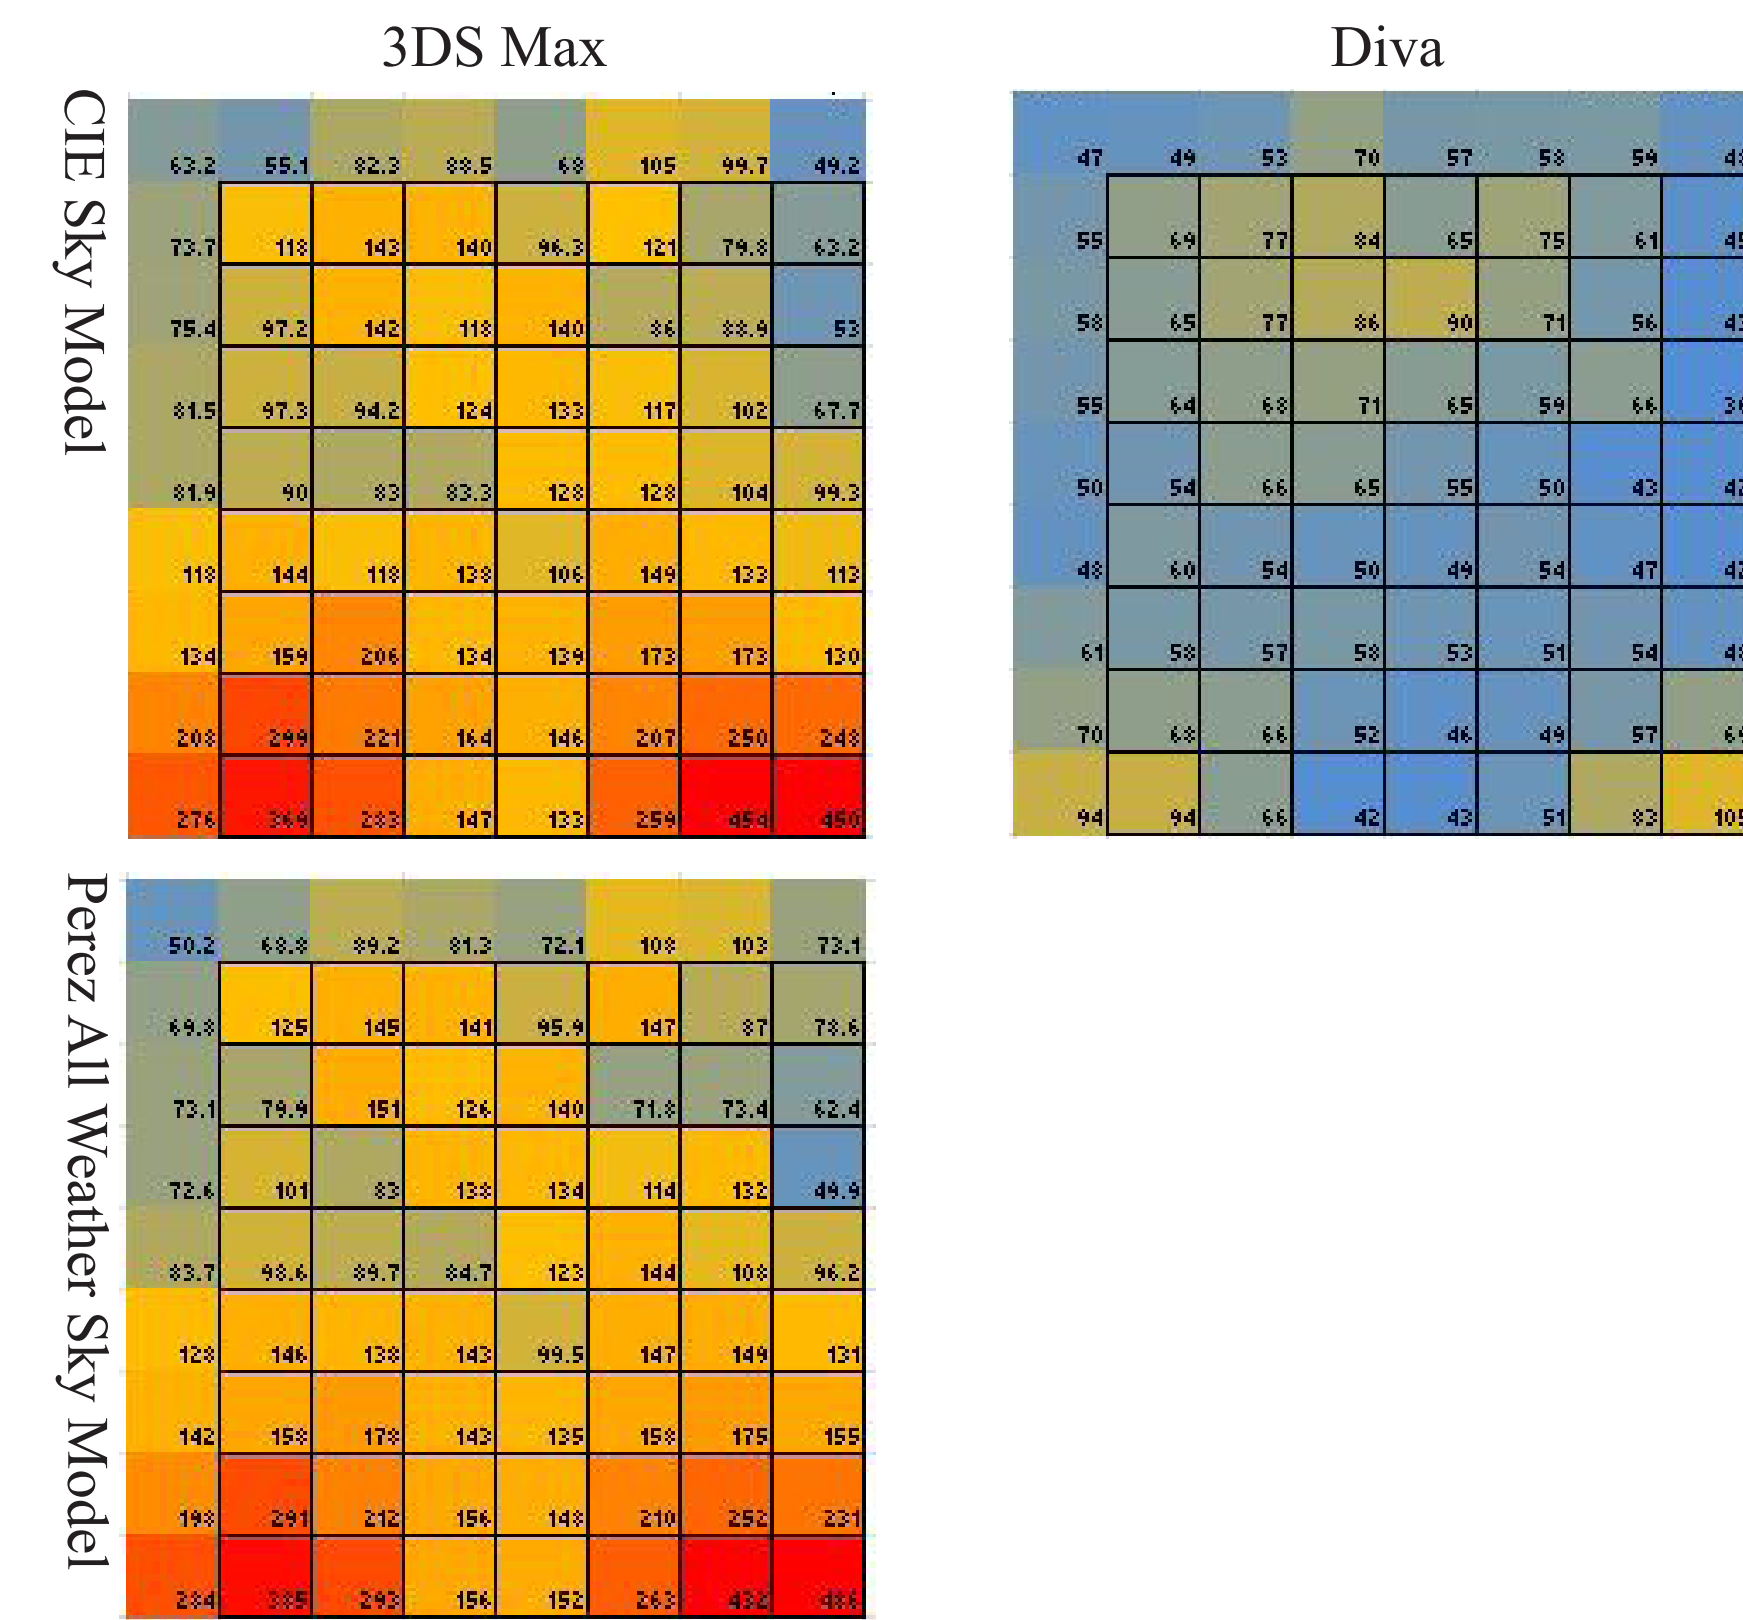 3DS Max
Diva
CIE Sky Model
63.2 55.1 82.3 88.5 68 105 99.7 49.2
73.7 118 143 140 96.3 121 79.8 63.2
75.4 97.2 142 118 140 86 88.9 53
81.5 97.3 94.2 124 133 117 102 67.7
81.9 90 83 83.3 128 128 104 99.3
118 144 118 138 106 149 133 113
134 159 206 134 139 173 173 130
208 299 221 164 146 207 250 248
276 369 283 147 133 259 454 450
47 49 53 70 57 58 59
55 69 77 84 65 75 61
58 65 77 86 90 71 56
55 64 68 71 65 59 66
50 54 66 65 55 50 43
48 60 54 50 49 54 47
61 58 57 58 53 51 54
70 68 66 52 46 49 57
94 94 66 42 43 51 83 105
Perez All Weather Sky Model
50.2 68.8 89.2 81.3 72.1 108 103 73.1
69.8 125 145 141 95.9 147 87 78.6
73.1 79.9 151 126 140 71.8 73.4 62.4
72.6 101 83 138 134 114 132 49.9
83.7 98.6 89.7 84.7 123 144 108 96.2
128 146 138 143 99.5 147 149 131
142 158 178 143 135 158 175 155
198 291 212 156 148 210 252 231
284 385 293 156 152 263 432 486